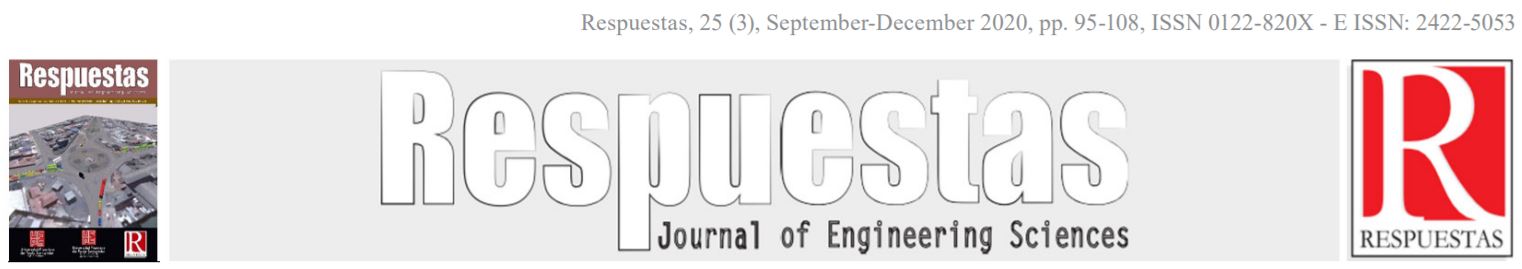 Respuestas, 25 (3), September-December 2020, pp. 95-108, ISSN 0122-820X - E ISSN: 2422-5053
Respuestas
Respuestas
Journal of Engineering Sciences
R
RESPUESTAS
R